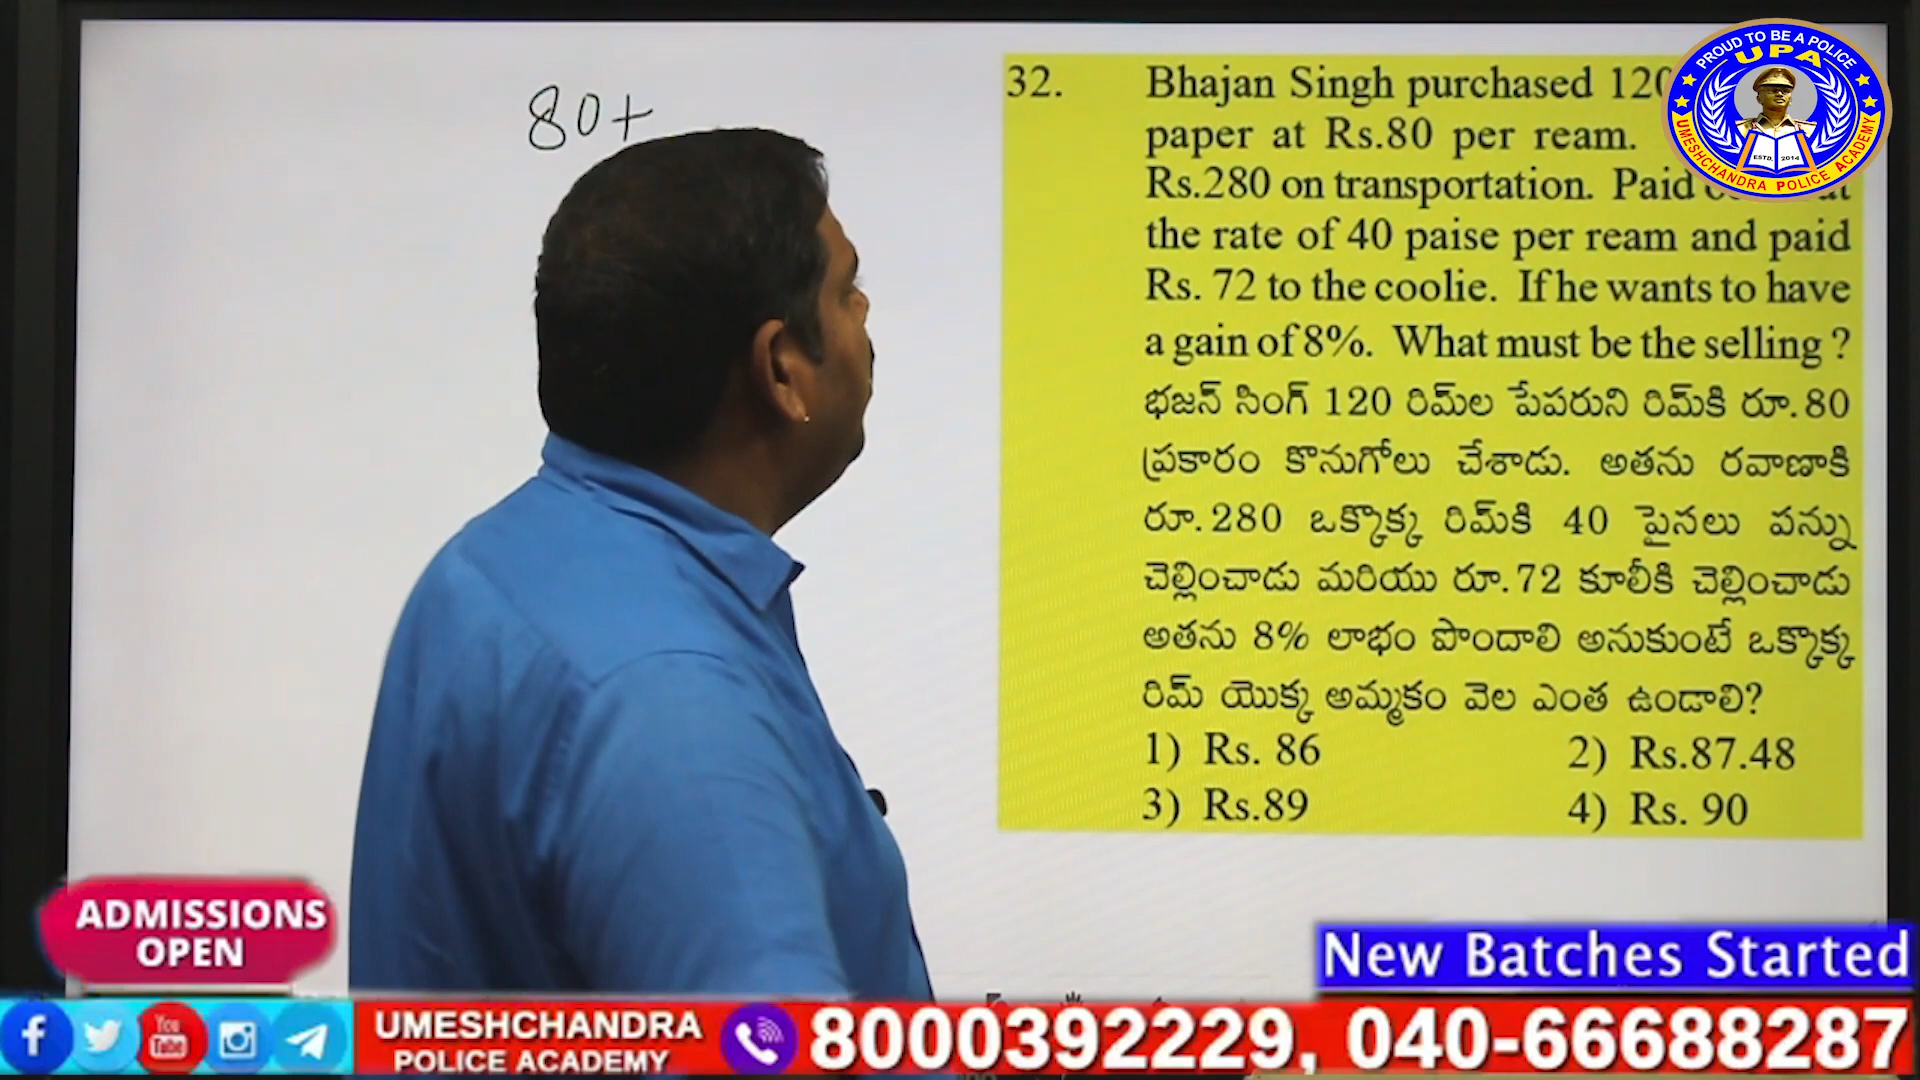 80+
32. Bhajan Singh purchased 120
paper at Rs.80 per ream.
Rs.280 on transportation. Paid at
the rate of 40 paise per ream and paid
Rs. 72 to the coolie. If he wants to have
a gain of 8%. What must be the selling ?
భజన్ సింగ్ 120 రిమ్‌ల పేపరుని రిమ్‌కి రూ.80
ప్రకారం కొనుగోలు చేశాడు. అతను రవాణాకి
రూ.280 ఒక్కొక్క రిమ్‌కి 40 పైసలు పన్ను
చెల్లించాడు మరియు రూ.72 కూలీకి చెల్లించాడు
అతను 8% లాభం పొందాలి అనుకుంటే ఒక్కొక్క
రిమ్ యొక్క అమ్మకం వెల ఎంత ఉండాలి?
1) Rs. 86 2) Rs.87.48
3) Rs.89 4) Rs. 90
PROUD TO BE A POLICE
UPA
ESTD. 2014
UMESHCHANDRA POLICE ACADEMY
ADMISSIONS
OPEN
New Batches Started
You
Tube
UMESHCHANDRA
POLICE ACADEMY
8000392229, 040-66688287